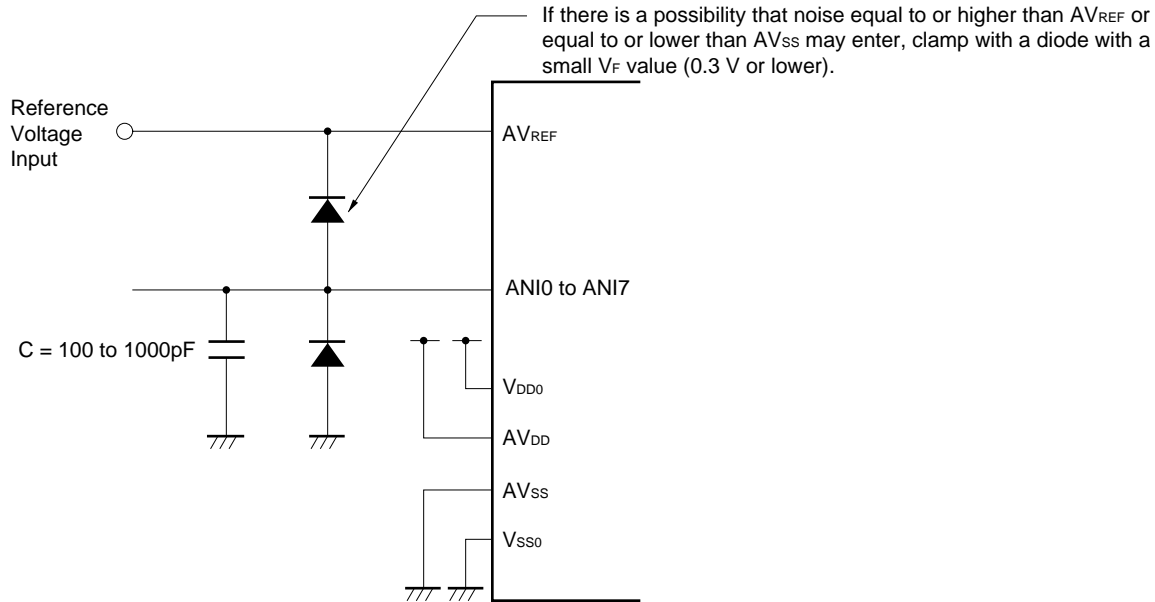 If there is a possibility that noise equal to or higher than AVREF or
equal to or lower than AVSS may enter, clamp with a diode with a
small VF value (0.3 V or lower).
Reference
Voltage
Input
AVREF
ANI0 to ANI7
C = 100 to 1000pF
VDD0
AVDD
AVSS
VSS0